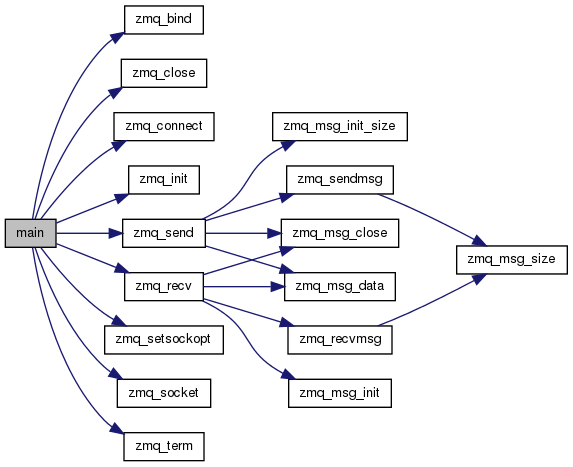 zmq_bind
zmq_close
zmq_connect
zmq_msg_init_size
zmq_init
zmq_sendmsg
main
zmq_send
zmq_msg_close
zmq_msg_size
zmq_recv
zmq_msg_data
zmq_setsockopt
zmq_recvmsg
zmq_socket
zmq_msg_init
zmq_term